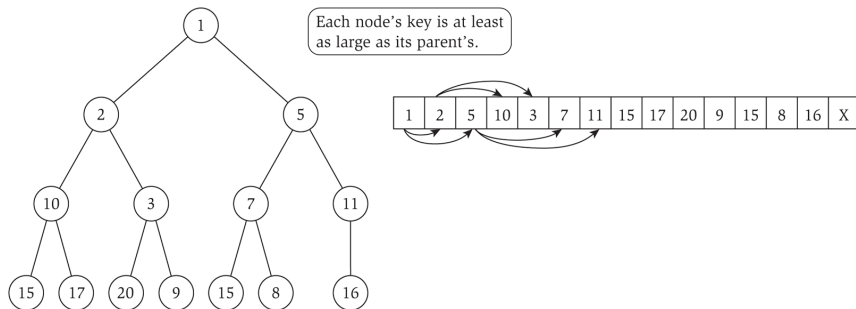 1
Each node's key is at least
as large as its parent's.
2 5
1 2 5 10 3 7 11 15 17 20 9 15 8 16 X
10 3 7 11
15 17 20 9 15 8 16